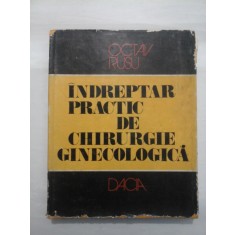 OCTAV
RUSU
ÎNDREPTAR
PRACTIC
DE
CHIRURGIE
GINECOLOGICĂ
DACIA